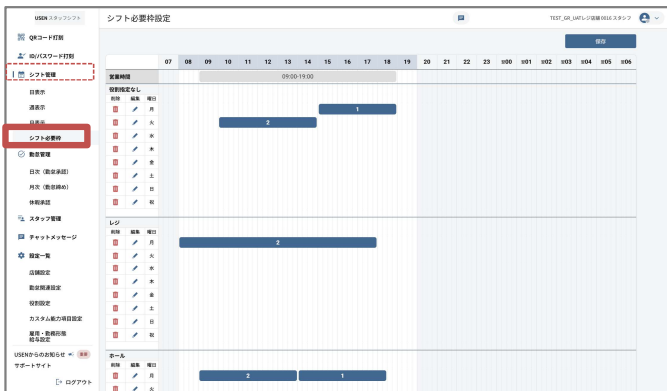 USEN スタッフシフト
シフト必要枠設定
TEST_GR_UATレジ店舗 0016 スタシフ
QRコード打刻
ID/パスワード打刻
シフト管理
日表示
週表示
月表示
シフト必要枠
勤怠管理
日次（勤怠承認）
月次（勤怠締め）
休暇承認
スタッフ管理
チャットメッセージ
設定一覧
店舗設定
勤怠関連設定
役割設定
カスタム能力項目設定
雇用・勤務形態
給与設定
USENからのお知らせ
サポートサイト
ログアウト
保存
07 08 09 10 11 12 13 14 15 16 17 18 19 20 21 22 23 翌00 翌01 翌02 翌03 翌04 翌05 翌06
営業時間 09:00-19:00
役割指定なし
削除 編集 曜日
月 1
火 2
水
木
金
土
日
祝
レジ
削除 編集 曜日
月 2
火
水
木
金
土
日
祝
ホール
削除 編集 曜日
月 2 1
火